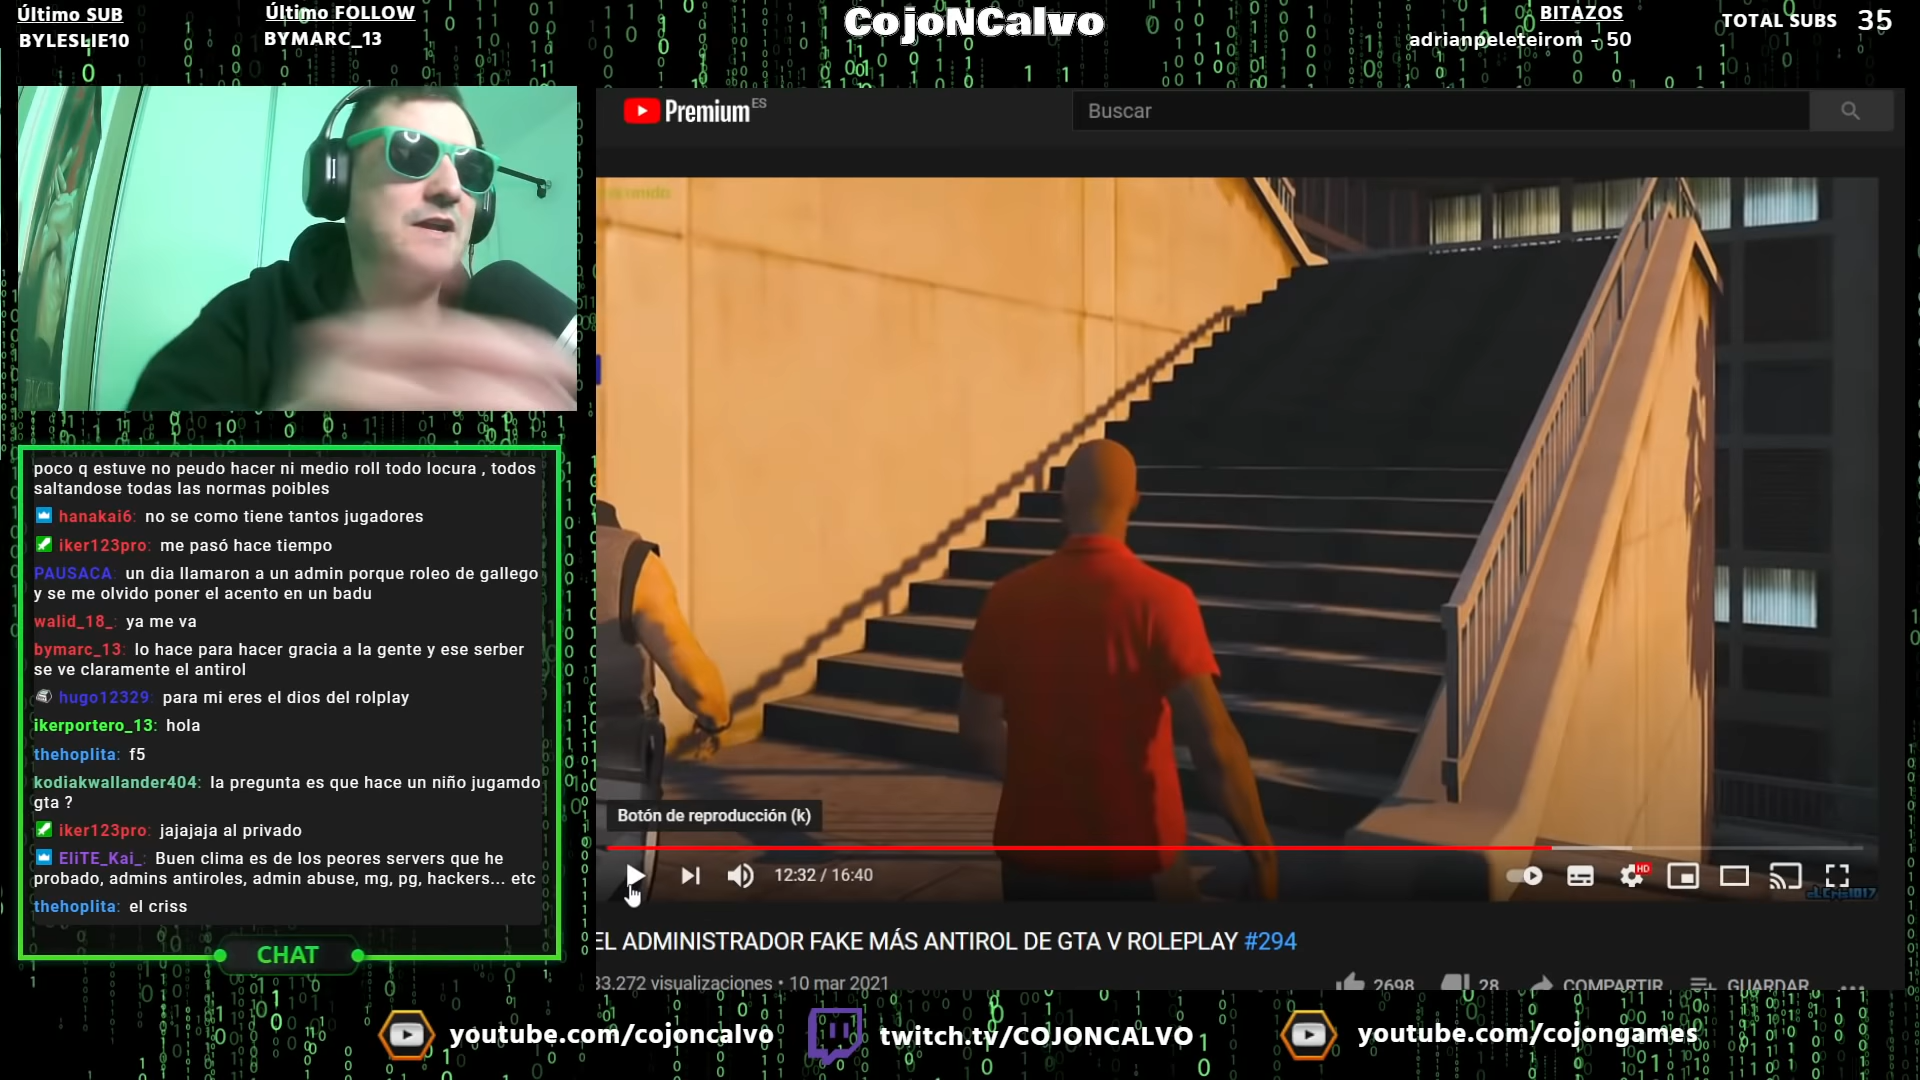 Último SUB
BYLESLIE10
Último FOLLOW
BYMARC_13
CojoNCalvo
BITAZOS
adrianpeleteirom - 50
TOTAL SUBS 35
Premium ES
Buscar
poco q estuve no peudo hacer ni medio roll todo locura , todos
saltandose todas las normas poibles
hanakai6: no se como tiene tantos jugadores
iker123pro: me pasó hace tiempo
PAUSACA: un dia llamaron a un admin porque roleo de gallego
y se me olvido poner el acento en un badu
walid_18_: ya me va
bymarc_13: lo hace para hacer gracia a la gente y ese serber
se ve claramente el antirol
hugo12329: para mi eres el dios del rolplay
ikerportero_13: hola
thehoplita: f5
kodiakwallander404: la pregunta es que hace un niño jugamdo
gta ?
iker123pro: jajajaja al privado
EliTE_Kai_: Buen clima es de los peores servers que he
probado, admins antiroles, admin abuse, mg, pg, hackers... etc
thehoplita: el criss
CHAT
Botón de reproducción (k)
12:32 / 16:40
HD
EL ADMINISTRADOR FAKE MÁS ANTIROL DE GTA V ROLEPLAY #294
33.272 visualizaciones • 10 mar 2021
2698
28
COMPARTIR
GUARDAR
youtube.com/cojoncalvo
twitch.tv/COJONCALVO
youtube.com/cojongames